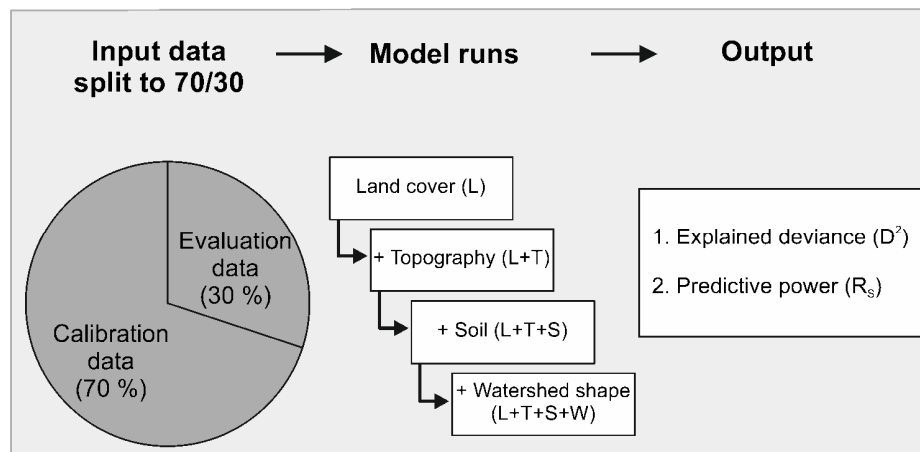 Input data
split to 70/30
Model runs
Output
Evaluation
data
(30 %)
Calibration
data
(70 %)
Land cover (L)
+ Topography (L+T)
+ Soil (L+T+S)
+ Watershed shape
(L+T+S+W)
1. Explained deviance (D²)
2. Predictive power (Rₛ)